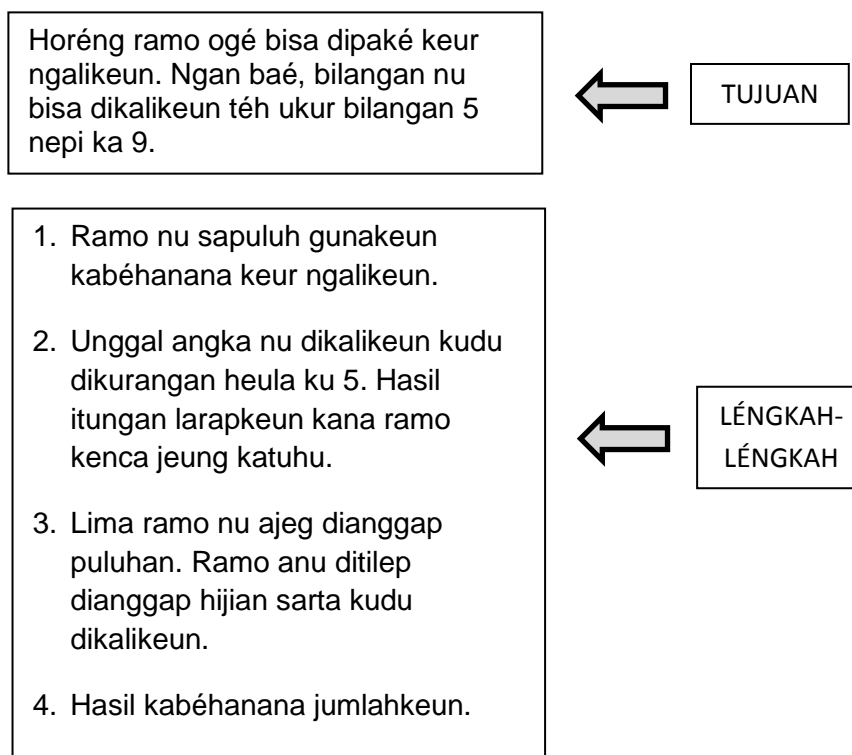 Horéng ramo ogé bisa dipaké keur
ngalikeun. Ngan baé, bilangan nu
bisa dikalikeun téh ukur bilangan 5
nepi ka 9.
TUJUAN
1. Ramo nu sapuluh gunakeun
kabéhanana keur ngalikeun.
2. Unggal angka nu dikalikeun kudu
dikurangan heula ku 5. Hasil
itungan larapkeun kana ramo
kenca jeung katuhu.
3. Lima ramo nu ajeg dianggap
puluhan. Ramo anu ditilep
dianggap hijian sarta kudu
dikalikeun.
4. Hasil kabéhanana jumlahkeun.
LÉNGKAH-
LÉNGKAH